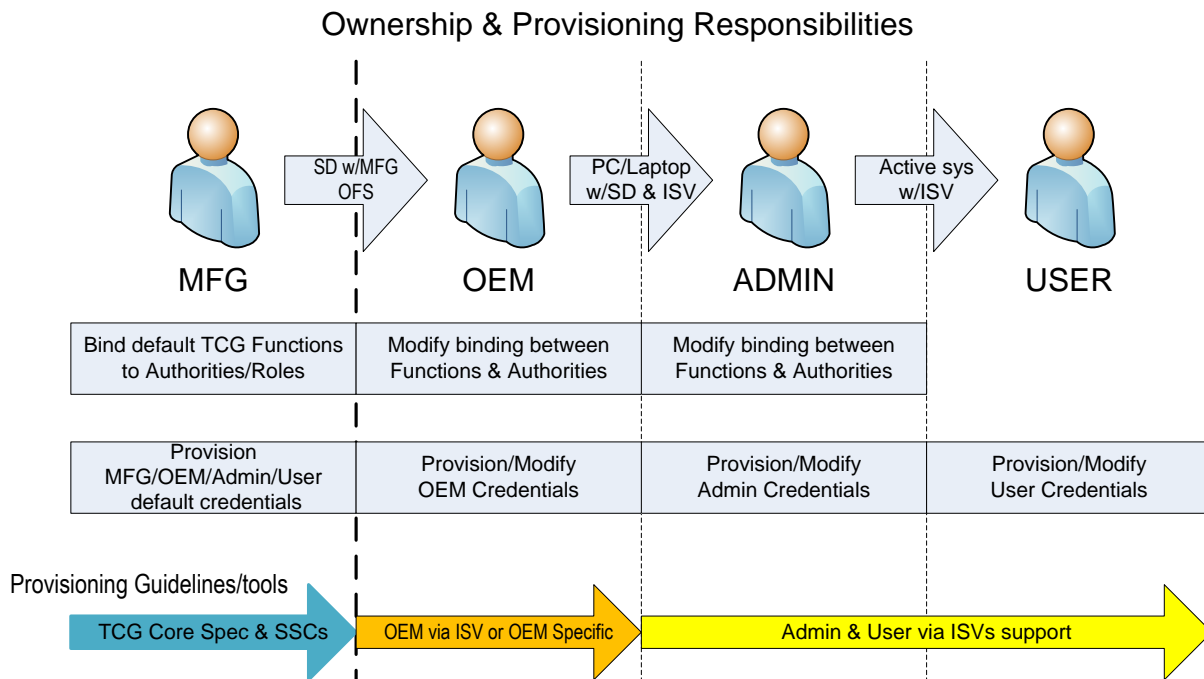 Ownership & Provisioning Responsibilities
SD w/MFG
OFS
PC/Laptop
w/SD & ISV
Active sys
w/ISV
MFG
OEM
ADMIN
USER
Bind default TCG Functions
to Authorities/Roles
Modify binding between
Functions & Authorities
Modify binding between
Functions & Authorities
Provision
MFG/OEM/Admin/User
default credentials
Provision/Modify
OEM Credentials
Provision/Modify
Admin Credentials
Provision/Modify
User Credentials
Provisioning Guidelines/tools
TCG Core Spec & SSCs
OEM via ISV or OEM Specific
Admin & User via ISVs support